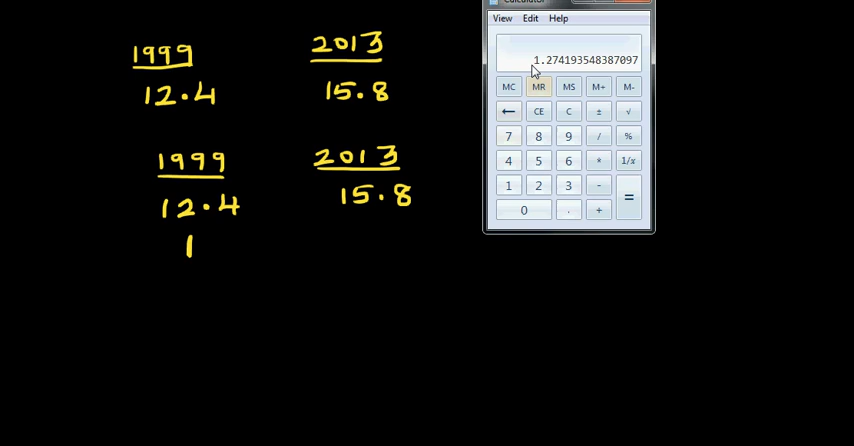 Calculator
View Edit Help
1.274193548387097
MC MR MS M+ M-
← CE C ± √
7 8 9 / %
4 5 6 * 1/x
1 2 3 - =
0 . +
1999 2013
12.4 15.8
1999 2013
12.4 15.8
1